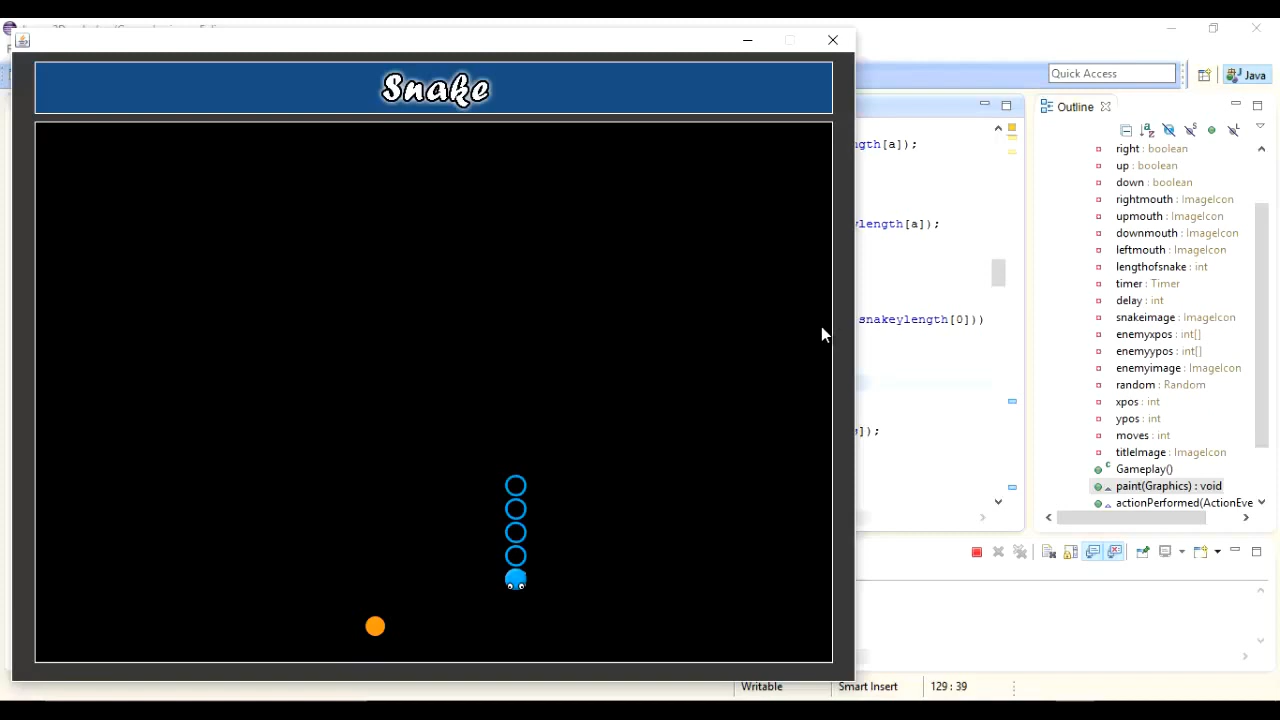 Snake
Quick Access
Java
Outline
ngth[a]);
ylength[a]);
snakeylength[0]))
]);
right : boolean
up : boolean
down : boolean
rightmouth : ImageIcon
upmouth : ImageIcon
downmouth : ImageIcon
leftmouth : ImageIcon
lengthofsnake : int
timer : Timer
delay : int
snakeimage : ImageIcon
enemyxpos : int[]
enemyypos : int[]
enemyimage : ImageIcon
random : Random
xpos : int
ypos : int
moves : int
titleImage : ImageIcon
Gameplay()
paint(Graphics) : void
actionPerformed(ActionEve
Writable
Smart Insert
129 : 39